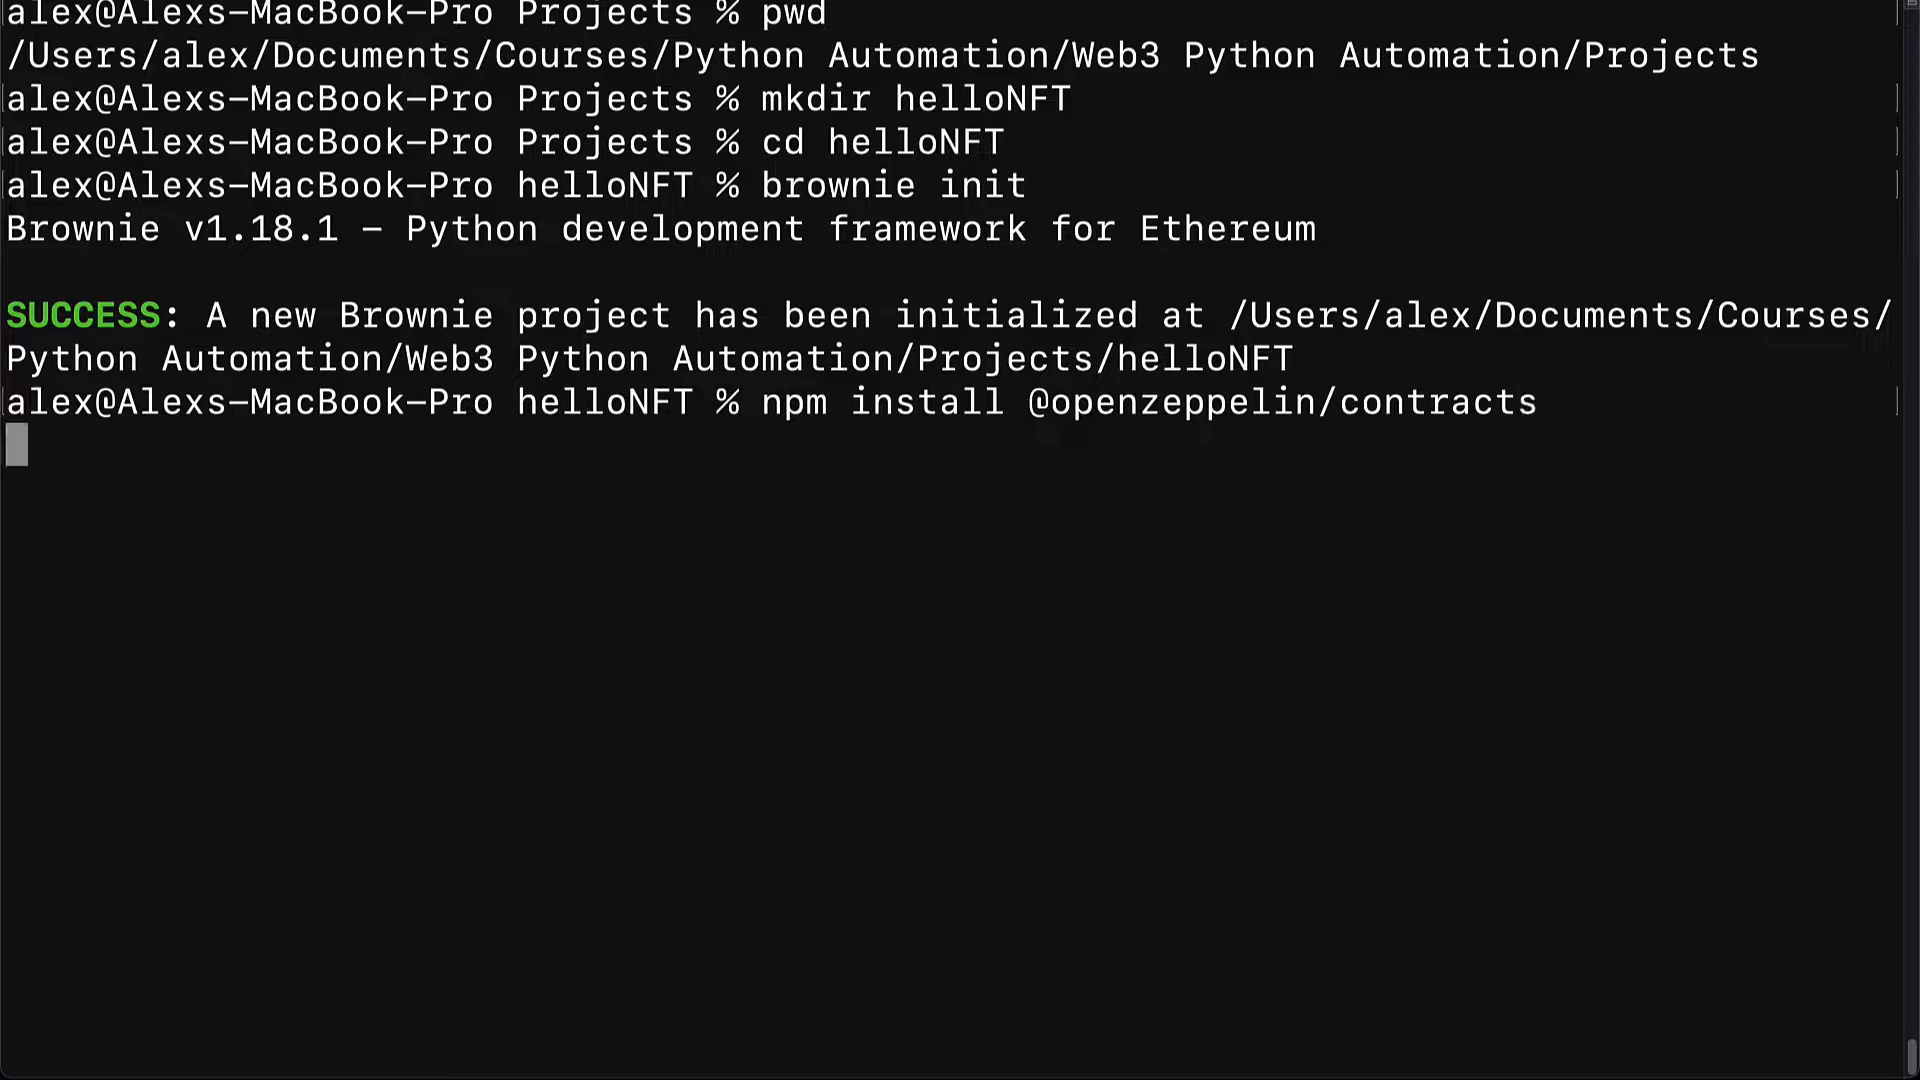 alex@Alexs-MacBook-Pro Projects % pwd
/Users/alex/Documents/Courses/Python Automation/Web3 Python Automation/Projects
alex@Alexs-MacBook-Pro Projects % mkdir helloNFT
alex@Alexs-MacBook-Pro Projects % cd helloNFT
alex@Alexs-MacBook-Pro helloNFT % brownie init
Brownie v1.18.1 - Python development framework for Ethereum
SUCCESS: A new Brownie project has been initialized at /Users/alex/Documents/Courses/
Python Automation/Web3 Python Automation/Projects/helloNFT
alex@Alexs-MacBook-Pro helloNFT % npm install @openzeppelin/contracts